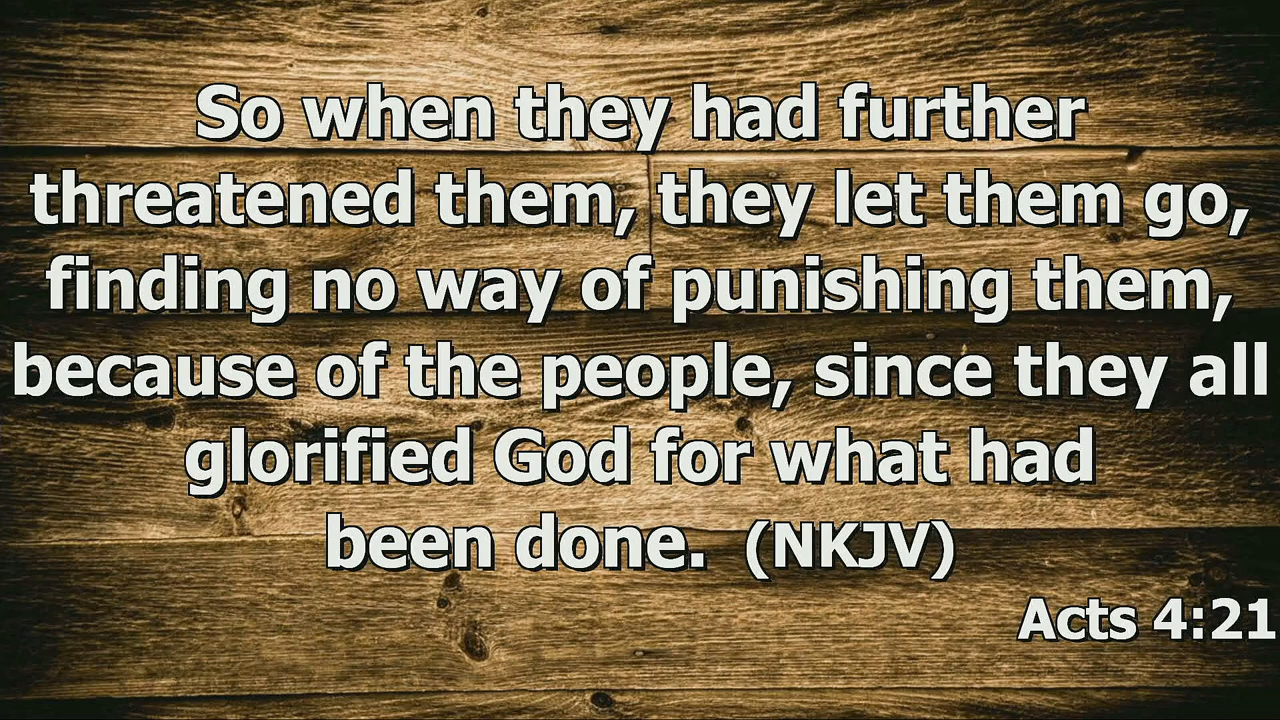 So when they had further
threatened them, they let them go,
finding no way of punishing them,
because of the people, since they all
glorified God for what had
been done. (NKJV)
Acts 4:21